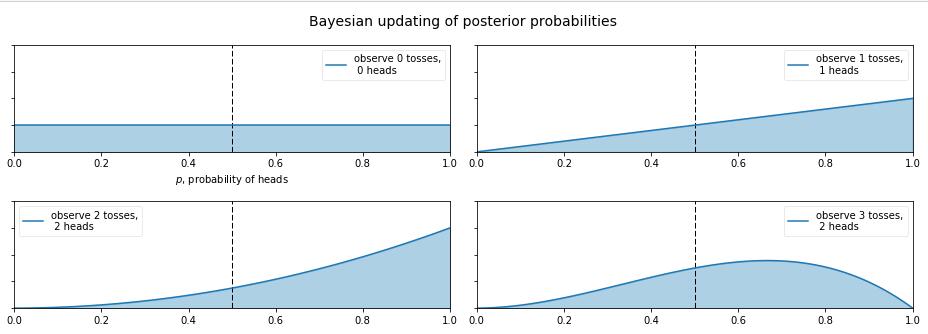 Bayesian updating of posterior probabilities
observe 0 tosses,
0 heads
0.0 0.2 0.4 0.6 0.8 1.0
p, probability of heads
observe 1 tosses,
1 heads
0.0 0.2 0.4 0.6 0.8 1.0
observe 2 tosses,
2 heads
0.0 0.2 0.4 0.6 0.8 1.0
observe 3 tosses,
2 heads
0.0 0.2 0.4 0.6 0.8 1.0